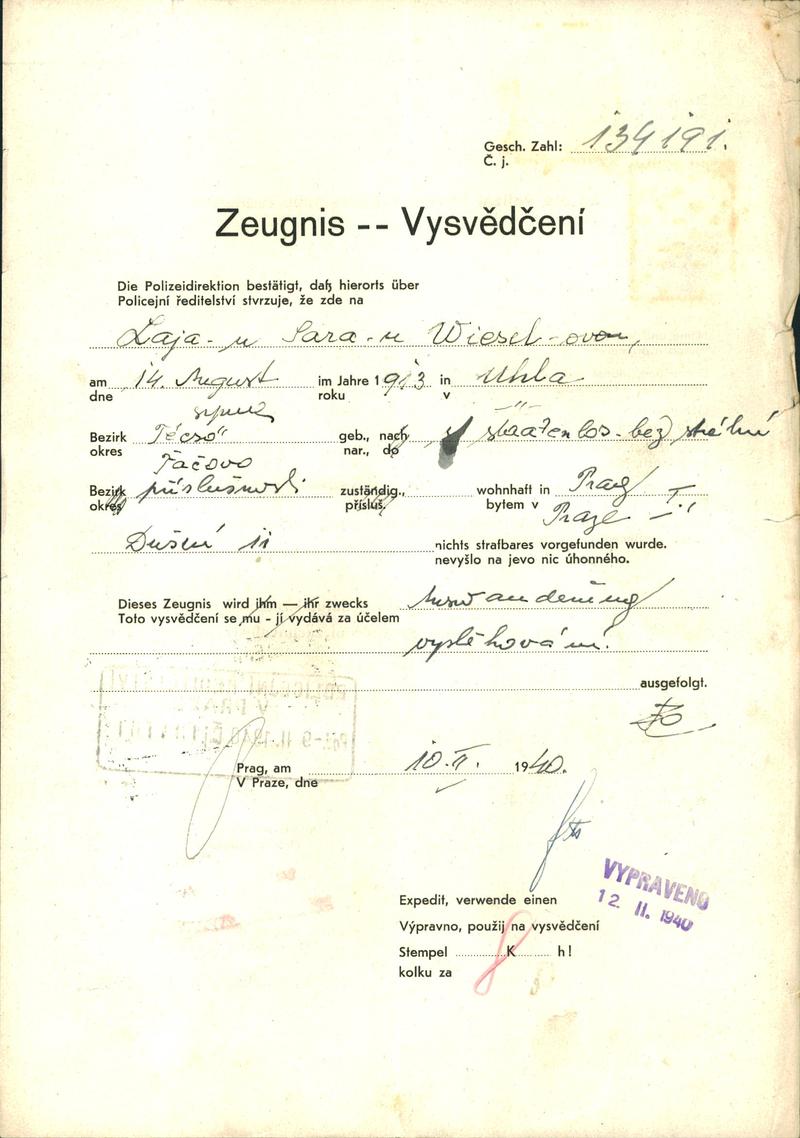 Gesch. Zahl: 134191.
Č. j.
Zeugnis -- Vysvědčení
Die Polizeidirektion bestätigt, daß hierorts über
Policejní ředitelství stvrzuje, že zde na
Sara-u Wiesel-ovou,
am 14. August im Jahre 1913 in Uhla
dne srpna roku v -"-
Bezirk Técsö geb., nach staatenlos - bez státní
okres Tačovo nar., do
Bezirk příslušnosti zuständig., wohnhaft in Prag I.
okres přísluš. bytem v Praze
Dušní 11 nichts strafbares vorgefunden wurde.
nevyšlo na jevo nic úhonného.
Dieses Zeugnis wird ihm — ihr zwecks Auswanderung
Toto vysvědčení se mu - jí vydává za účelem
vystěhování.
ausgefolgt.
Prag, am 10. II. 1940.
V Praze, dne
VYPRAVENO
12. II. 1940
Expedit, verwende einen
Výpravno, použij na vysvědčení
Stempel K 8 h!
kolku za